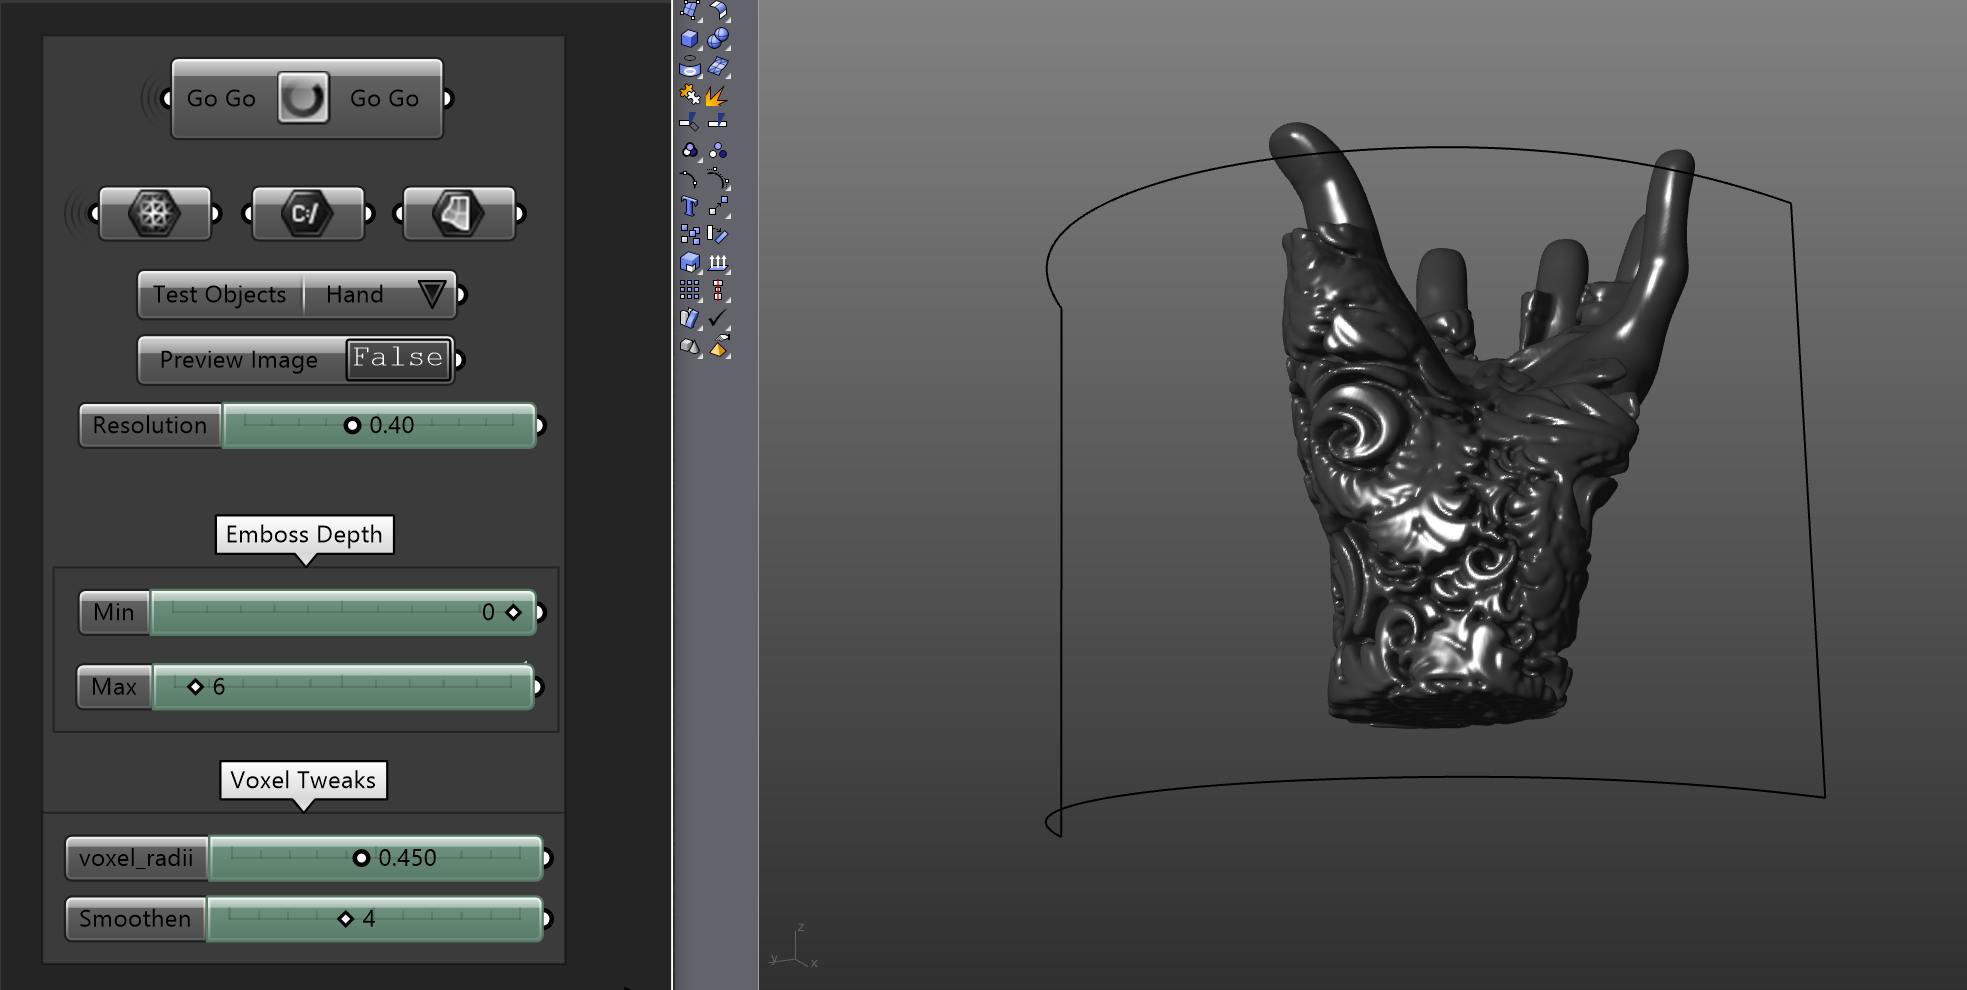 Go Go Go Go
C:/
Test Objects Hand
Preview Image False
Resolution 0.40
Emboss Depth
Min 0
Max 6
Voxel Tweaks
voxel_radii 0.450
Smoothen 4
T
z
y x